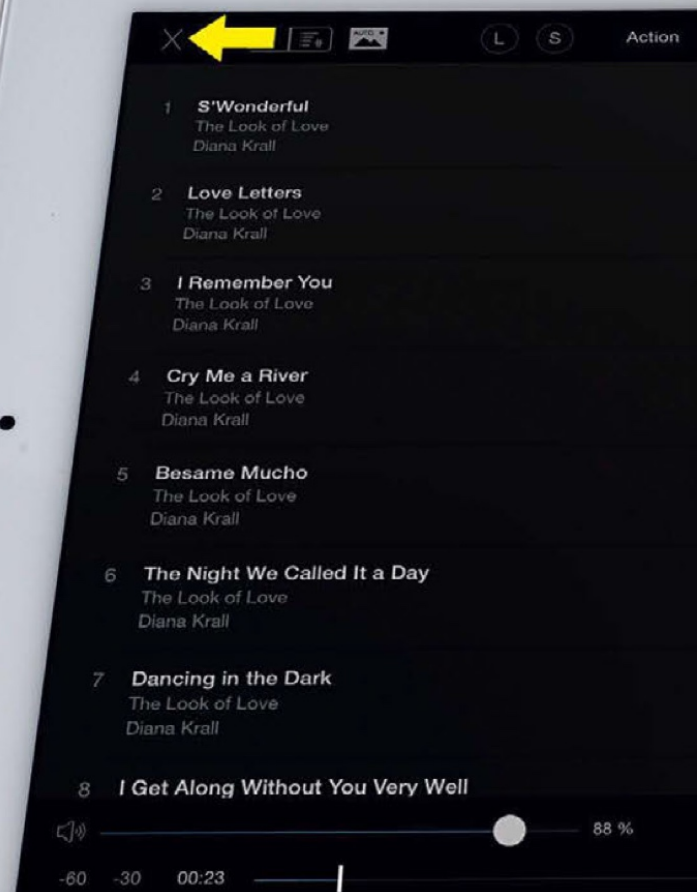 AUTO
L
S
Action
1 S'Wonderful
The Look of Love
Diana Krall
2 Love Letters
The Look of Love
Diana Krall
3 I Remember You
The Look of Love
Diana Krall
4 Cry Me a River
The Look of Love
Diana Krall
5 Besame Mucho
The Look of Love
Diana Krall
6 The Night We Called It a Day
The Look of Love
Diana Krall
7 Dancing in the Dark
The Look of Love
Diana Krall
8 I Get Along Without You Very Well
88 %
-60 -30 00:23